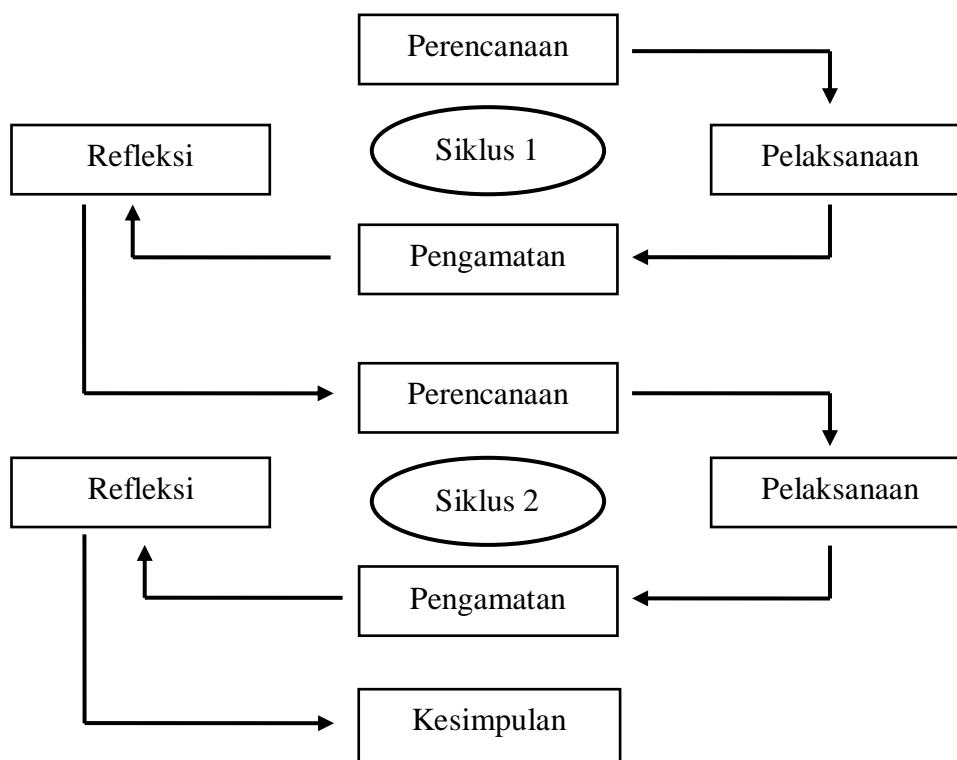 Perencanaan
Refleksi
Siklus 1
Pelaksanaan
Pengamatan
Perencanaan
Refleksi
Siklus 2
Pelaksanaan
Pengamatan
Kesimpulan